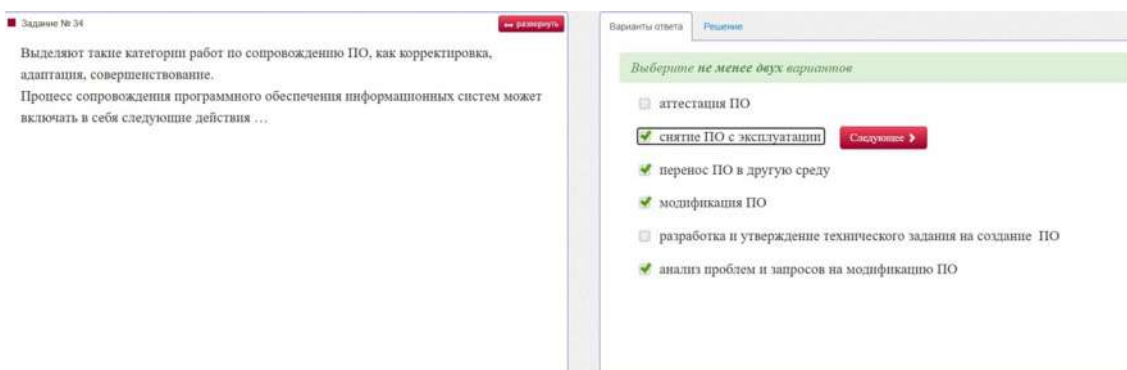 Задание № 34
развернуть
Выделяют такие категории работ по сопровождению ПО, как корректировка,
адаптация, совершенствование.
Процесс сопровождения программного обеспечения информационных систем может
включать в себя следующие действия …
Варианты ответа
Решение
Выберите не менее двух вариантов
аттестация ПО
снятие ПО с эксплуатации
Следующее
перенос ПО в другую среду
модификация ПО
разработка и утверждение технического задания на создание ПО
анализ проблем и запросов на модификацию ПО